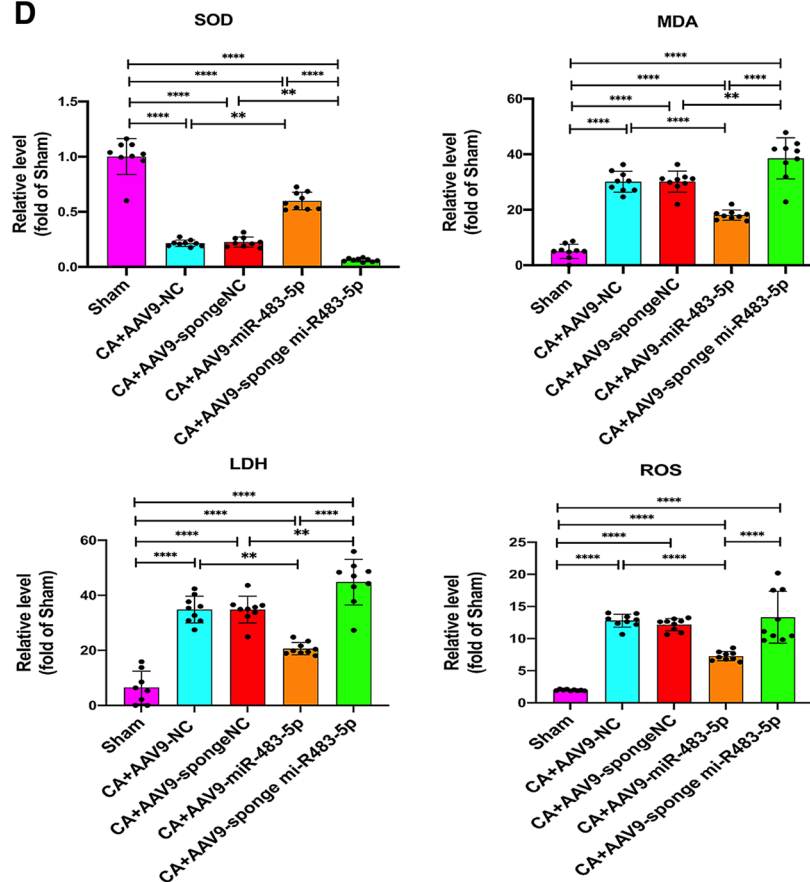 D
SOD
****
**** ****
**** **
**** **
Relative level
(fold of Sham)
1.5
1.0
0.5
0.0
Sham
CA+AAV9-NC
CA+AAV9-spongeNC
CA+AAV9-miR-483-5p
CA+AAV9-sponge mi-R483-5p
MDA
****
**** ****
**** **
**** ****
Relative level
(fold of Sham)
60
40
20
0
Sham
CA+AAV9-NC
CA+AAV9-spongeNC
CA+AAV9-miR-483-5p
CA+AAV9-sponge mi-R483-5p
LDH
****
**** ****
**** **
**** **
Relative level
(fold of Sham)
60
40
20
0
Sham
CA+AAV9-NC
CA+AAV9-spongeNC
CA+AAV9-miR-483-5p
CA+AAV9-sponge mi-R483-5p
ROS
****
****
**** ****
**** ****
Relative level
(fold of Sham)
25
20
15
10
5
0
Sham
CA+AAV9-NC
CA+AAV9-spongeNC
CA+AAV9-miR-483-5p
CA+AAV9-sponge mi-R483-5p